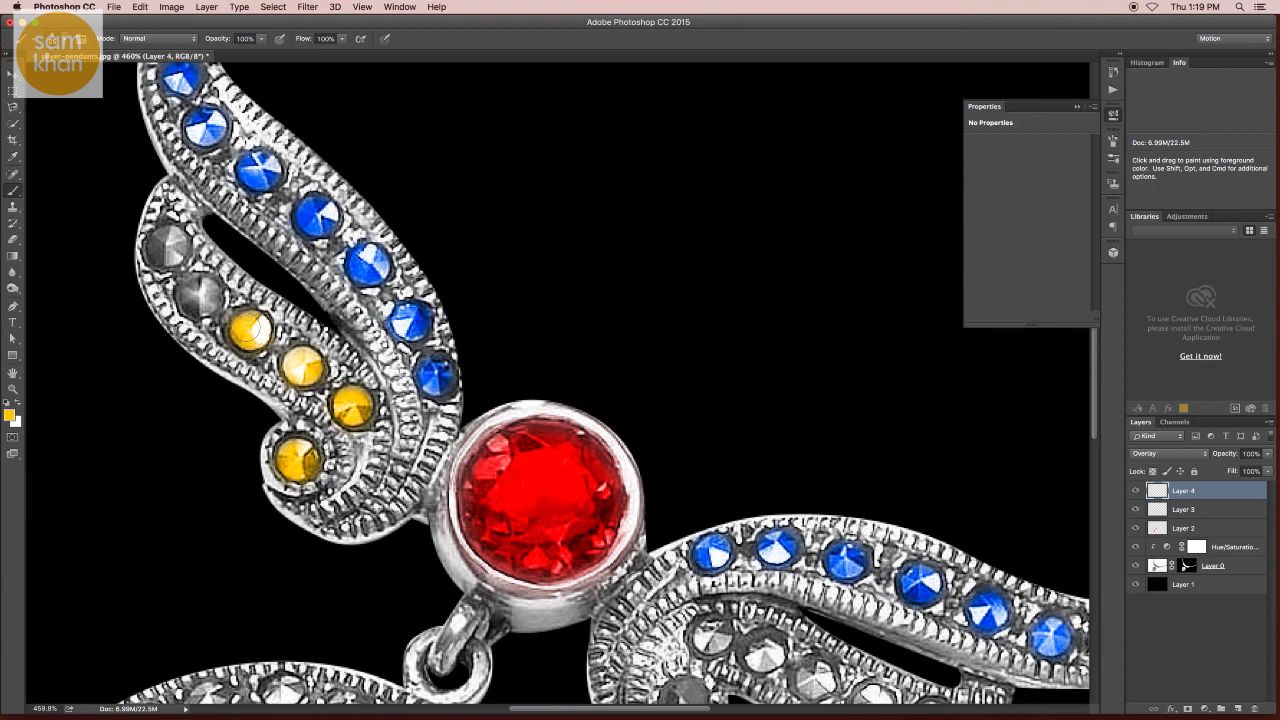 Photoshop CC File Edit Image Layer Type Select Filter 3D View Window Help Thu 1:19 PM
Adobe Photoshop CC 2015
Mode: Normal Opacity: 100% Flow: 100% Motion
sam
khan
silver-pendants.jpg @ 460% (Layer 4, RGB/8*) *
Histogram Info
Properties
No Properties
Doc: 6.99M/22.5M
Click and drag to paint using foreground
color. Use Shift, Opt, and Cmd for additional
options.
Libraries Adjustments
To use Creative Cloud Libraries,
please install the Creative Cloud
Application
Get it now!
Layers Channels
Kind
Overlay Opacity: 100%
Lock: Fill: 100%
Layer 4
Layer 3
Layer 2
Hue/Saturatio...
Layer 0
Layer 1
459.8% Doc: 6.99M/22.5M